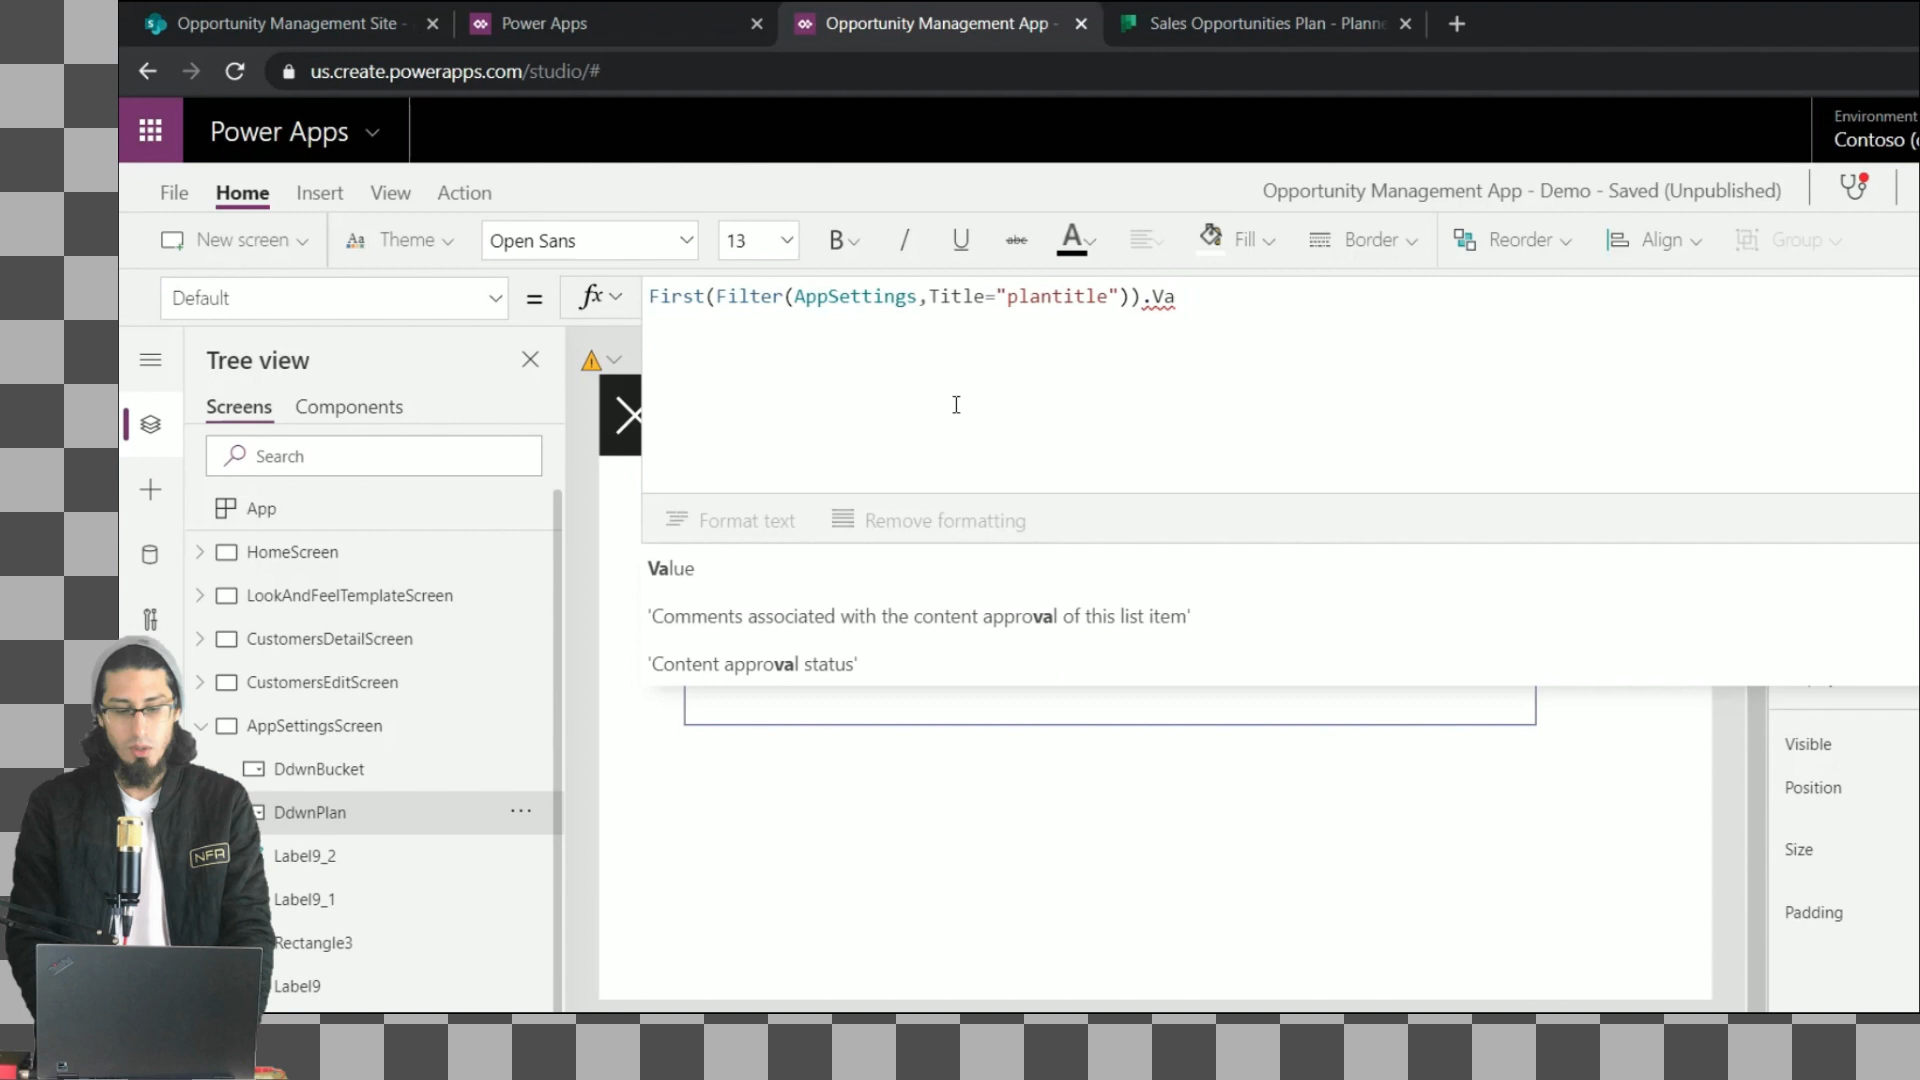 Opportunity Management Site -
Power Apps
Opportunity Management App -
Sales Opportunities Plan - Planne
us.create.powerapps.com/studio/#
Power Apps
Environment
Contoso (
File
Home
Insert
View
Action
Opportunity Management App - Demo - Saved (Unpublished)
New screen
Aa
Theme
Open Sans
13
B
/
U
abc
A
Fill
Border
Reorder
Align
Group
Default
=
fx
First(Filter(AppSettings,Title="plantitle")).Va
Tree view
Screens
Components
Search
Format text
Remove formatting
App
HomeScreen
LookAndFeelTemplateScreen
CustomersDetailScreen
CustomersEditScreen
AppSettingsScreen
DdwnBucket
DdwnPlan
Label9_2
Label9_1
Rectangle3
Label9
Value
'Comments associated with the content approval of this list item'
'Content approval status'
Visible
Position
Size
Padding
NFR
ThinkPad